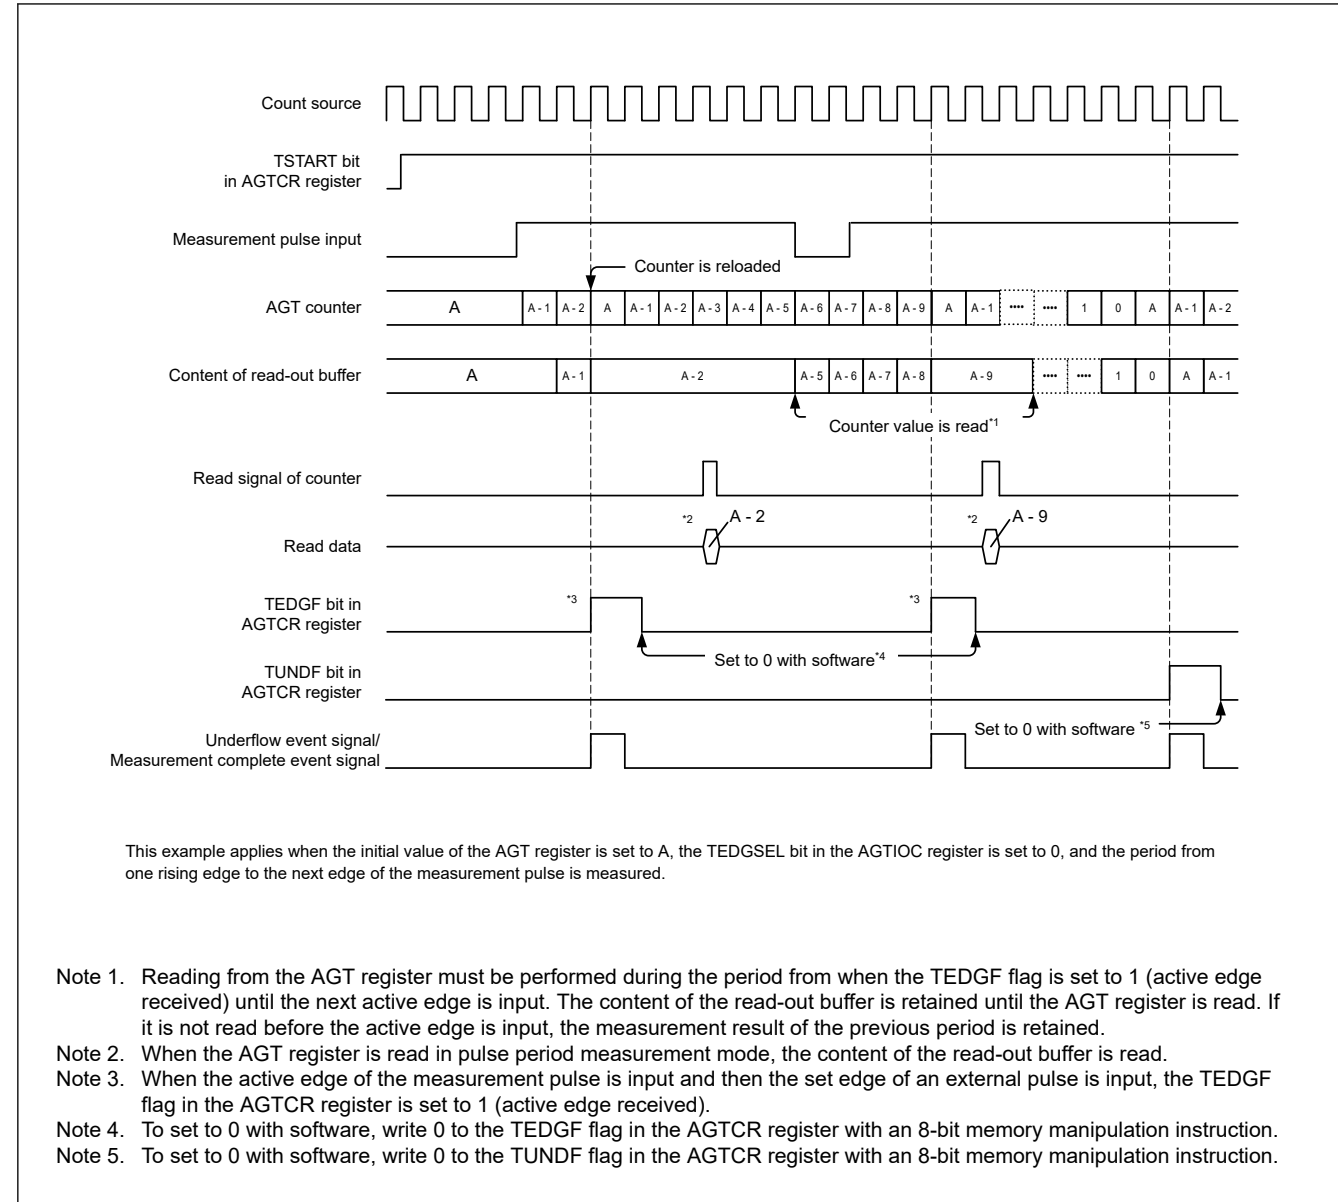 Count source
TSTART bit
in AGTCR register
Measurement pulse input
Counter is reloaded
AGT counter
A A - 1 A - 2 A A - 1 A - 2 A - 3 A - 4 A - 5 A - 6 A - 7 A - 8 A - 9 A A - 1 •••• •••• 1 0 A A - 1 A - 2
Content of read-out buffer
A A - 1 A - 2 A - 5 A - 6 A - 7 A - 8 A - 9 •••• •••• 1 0 A A - 1
Counter value is read*1
Read signal of counter
*2 A - 2 *2 A - 9
Read data
TEDGF bit in
AGTCR register
*3 *3
Set to 0 with software*4
TUNDF bit in
AGTCR register
Set to 0 with software *5
Underflow event signal/
Measurement complete event signal
This example applies when the initial value of the AGT register is set to A, the TEDGSEL bit in the AGTIOC register is set to 0, and the period from
one rising edge to the next edge of the measurement pulse is measured.
Note 1. Reading from the AGT register must be performed during the period from when the TEDGF flag is set to 1 (active edge
received) until the next active edge is input. The content of the read-out buffer is retained until the AGT register is read. If
it is not read before the active edge is input, the measurement result of the previous period is retained.
Note 2. When the AGT register is read in pulse period measurement mode, the content of the read-out buffer is read.
Note 3. When the active edge of the measurement pulse is input and then the set edge of an external pulse is input, the TEDGF
flag in the AGTCR register is set to 1 (active edge received).
Note 4. To set to 0 with software, write 0 to the TEDGF flag in the AGTCR register with an 8-bit memory manipulation instruction.
Note 5. To set to 0 with software, write 0 to the TUNDF flag in the AGTCR register with an 8-bit memory manipulation instruction.